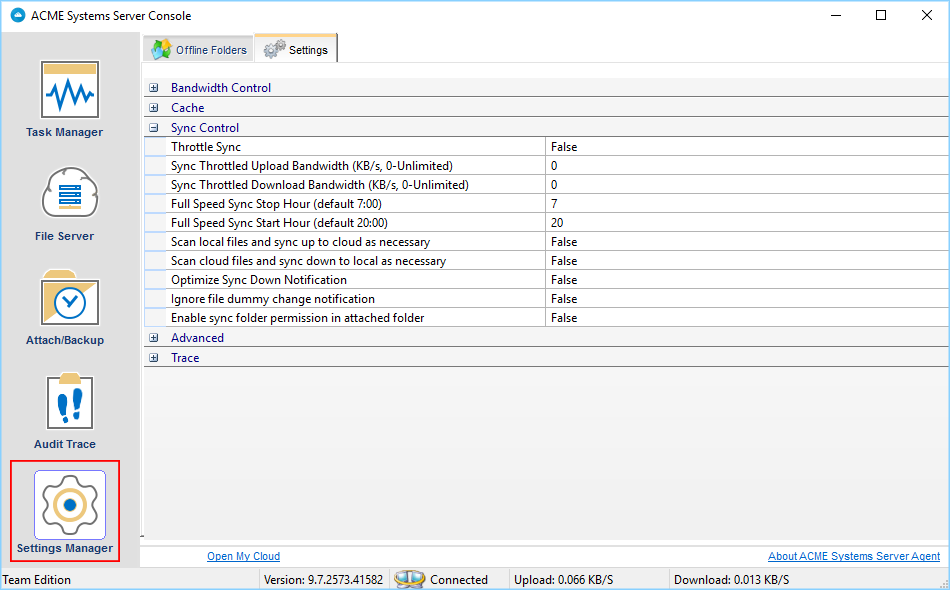 ACME Systems Server Console
Offline Folders
Settings
Task Manager
File Server
Attach/Backup
Audit Trace
Settings Manager
Bandwidth Control
Cache
Sync Control
Throttle Sync False
Sync Throttled Upload Bandwidth (KB/s, 0-Unlimited) 0
Sync Throttled Download Bandwidth (KB/s, 0-Unlimited) 0
Full Speed Sync Stop Hour (default 7:00) 7
Full Speed Sync Start Hour (default 20:00) 20
Scan local files and sync up to cloud as necessary False
Scan cloud files and sync down to local as necessary False
Optimize Sync Down Notification False
Ignore file dummy change notification False
Enable sync folder permission in attached folder False
Advanced
Trace
Open My Cloud
About ACME Systems Server Agent
Team Edition
Version: 9.7.2573.41582
Connected
Upload: 0.066 KB/S
Download: 0.013 KB/S